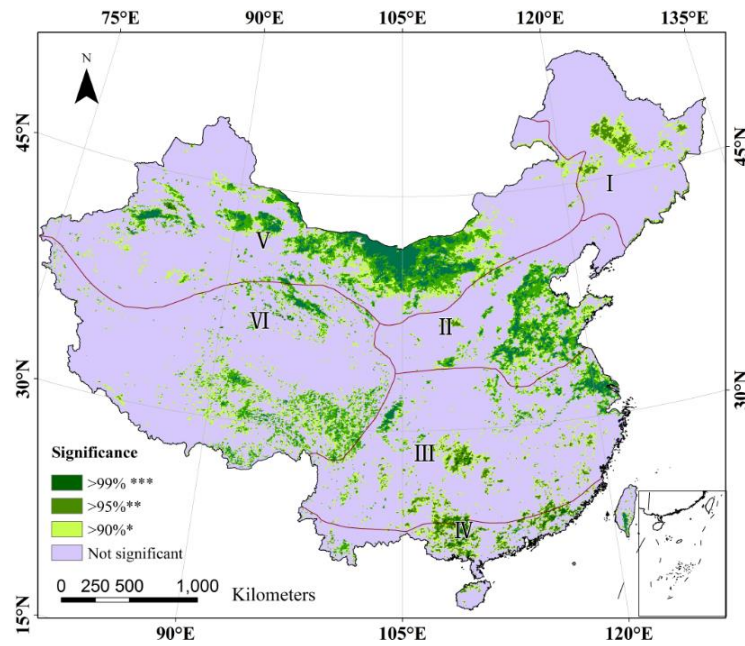 75°E 90°E 105°E 120°E 135°E
N
45°N
45°N
I
V
VI
II
30°N
30°N
III
IV
Significance
>99% ***
>95%**
>90%*
Not significant
0 250 500 1,000
Kilometers
15°N
15°N
90°E 105°E 120°E